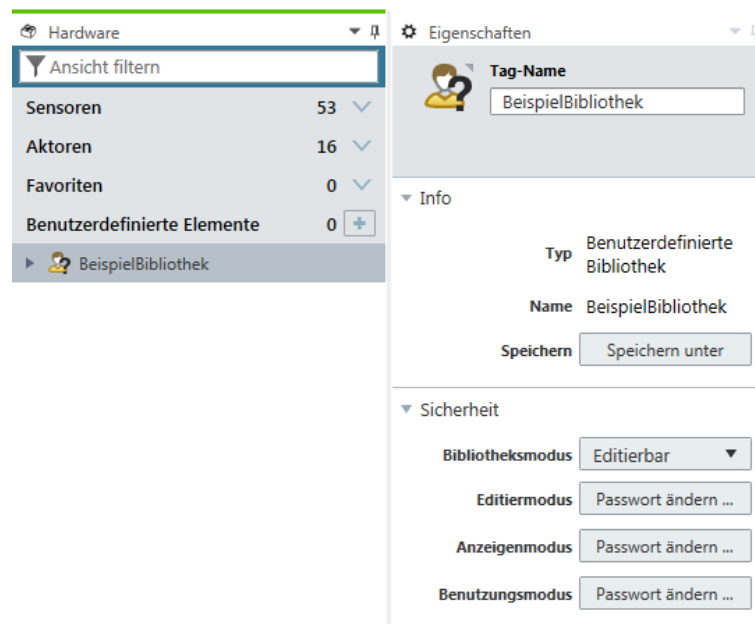 Hardware
Ansicht filtern
Sensoren 53
Aktoren 16
Favoriten 0
Benutzerdefinierte Elemente 0 +
BeispielBibliothek
Eigenschaften
Tag-Name
BeispielBibliothek
Info
Typ Benutzerdefinierte
Bibliothek
Name BeispielBibliothek
Speichern Speichern unter
Sicherheit
Bibliotheksmodus Editierbar
Editiermodus Passwort ändern ...
Anzeigenmodus Passwort ändern ...
Benutzungsmodus Passwort ändern ...